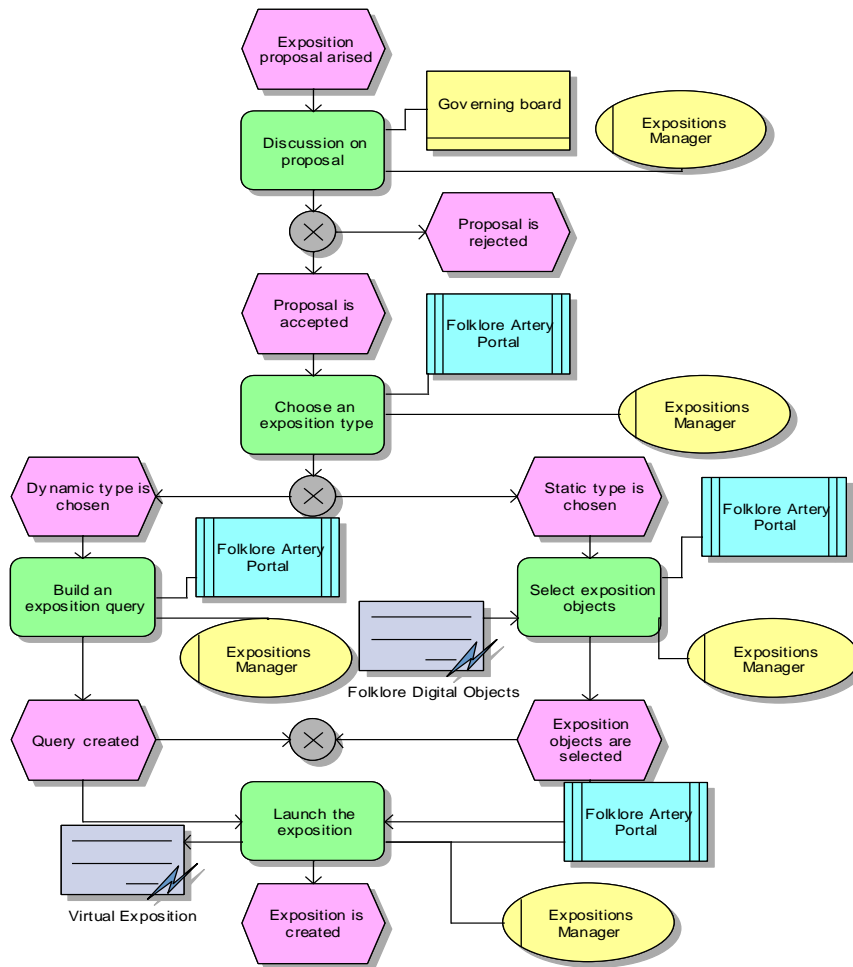 Exposition
proposal arised
Governing board
Expositions
Manager
Discussion on
proposal
Proposal is
rejected
Proposal is
accepted
Folklore Artery
Portal
Choose an
exposition type
Expositions
Manager
Dynamic type is
chosen
Static type is
chosen
Folklore Artery
Portal
Folklore Artery
Portal
Build an
exposition query
Select exposition
objects
Expositions
Manager
Expositions
Manager
Folklore Digital Objects
Query created
Exposition
objects are
selected
Launch the
exposition
Folklore Artery
Portal
Virtual Exposition
Exposition is
created
Expositions
Manager